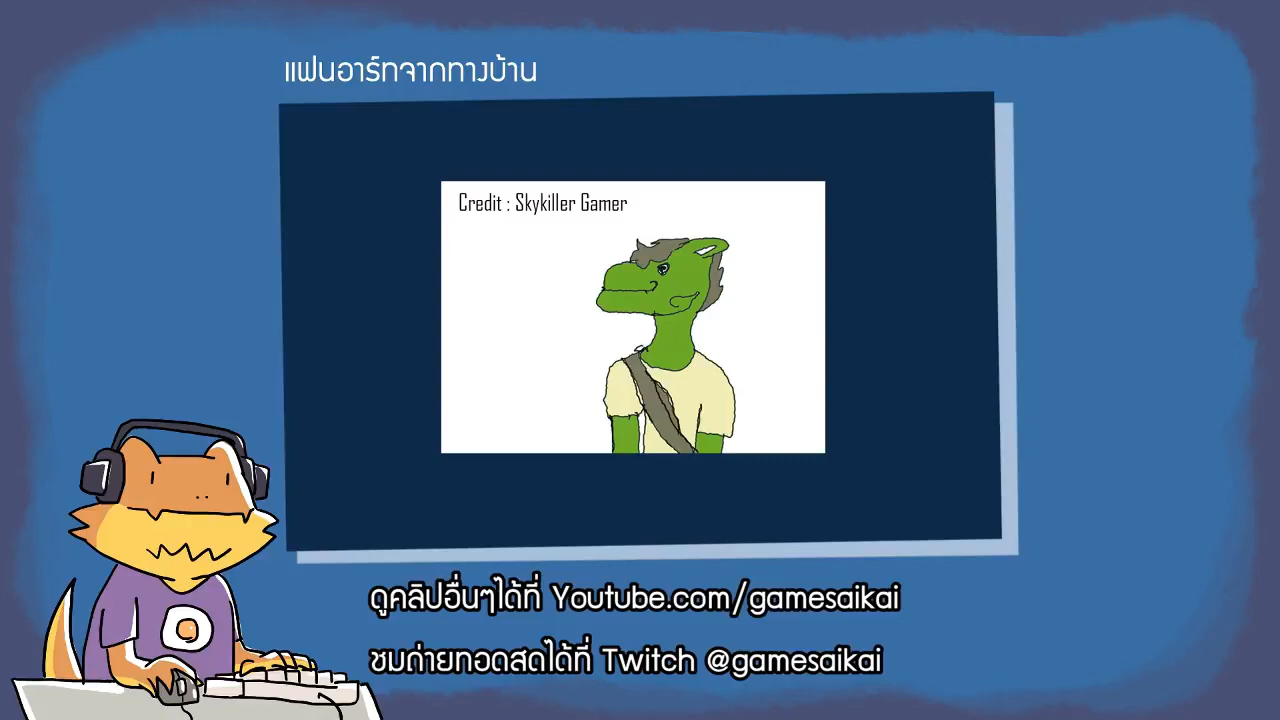 แฟนอาร์ทจากทางบ้าน
Credit : Skykiller Gamer
ดูคลิปอื่นๆได้ที่ Youtube.com/gamesaikai
ชมถ่ายทอดสดได้ที่ Twitch @gamesaikai